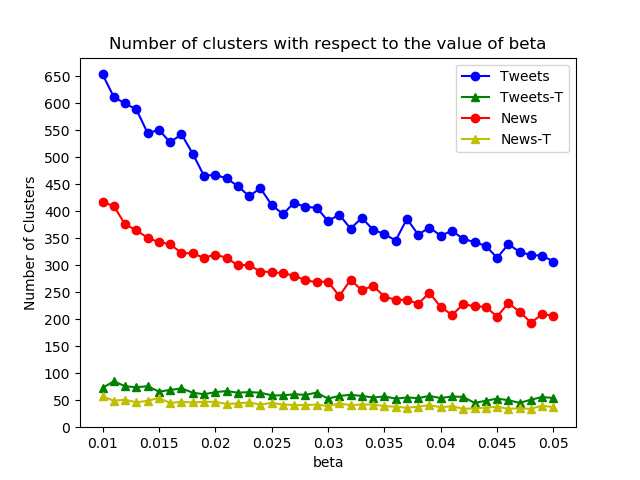 Number of clusters with respect to the value of beta
Number of Clusters
650
600
550
500
450
400
350
300
250
200
150
100
50
0
Tweets
Tweets-T
News
News-T
0.01 0.015 0.02 0.025 0.03 0.035 0.04 0.045 0.05
beta